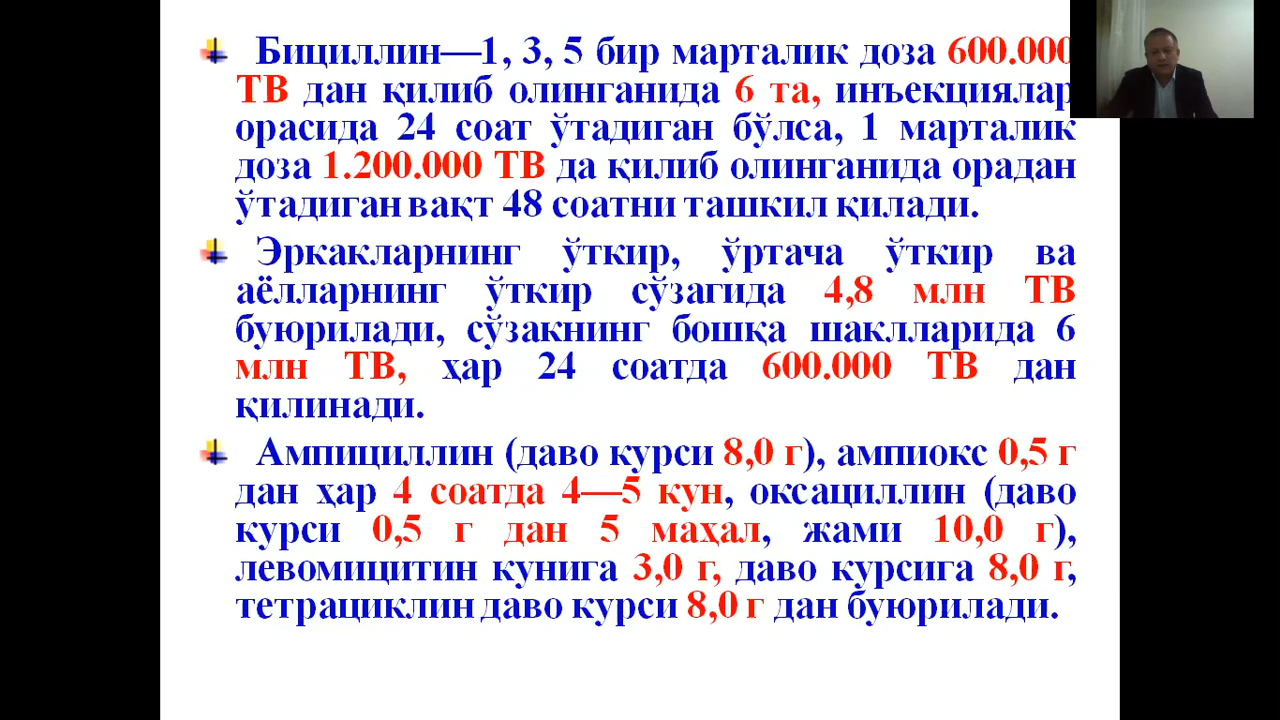 Бициллин—1, 3, 5 бир марталик доза 600.000
ТВ дан қилиб олинганида 6 та, инъекциялар
орасида 24 соат ўтадиган бўлса, 1 марталик
доза 1.200.000 ТВ да қилиб олинганида орадан
ўтадиган вақт 48 соатни ташкил қилади.
Эркакларнинг ўткир, ўртача ўткир ва
аёлларнинг ўткир сўзагида 4,8 млн ТВ
буюрилади, сўзакнинг бошқа шаклларида 6
млн ТВ, ҳар 24 соатда 600.000 ТВ дан
қилинади.
Ампициллин (даво курси 8,0 г), ампиокс 0,5 г
дан ҳар 4 соатда 4—5 кун, оксациллин (даво
курси 0,5 г дан 5 маҳал, жами 10,0 г),
левомицитин кунига 3,0 г, даво курсига 8,0 г,
тетрациклин даво курси 8,0 г дан буюрилади.